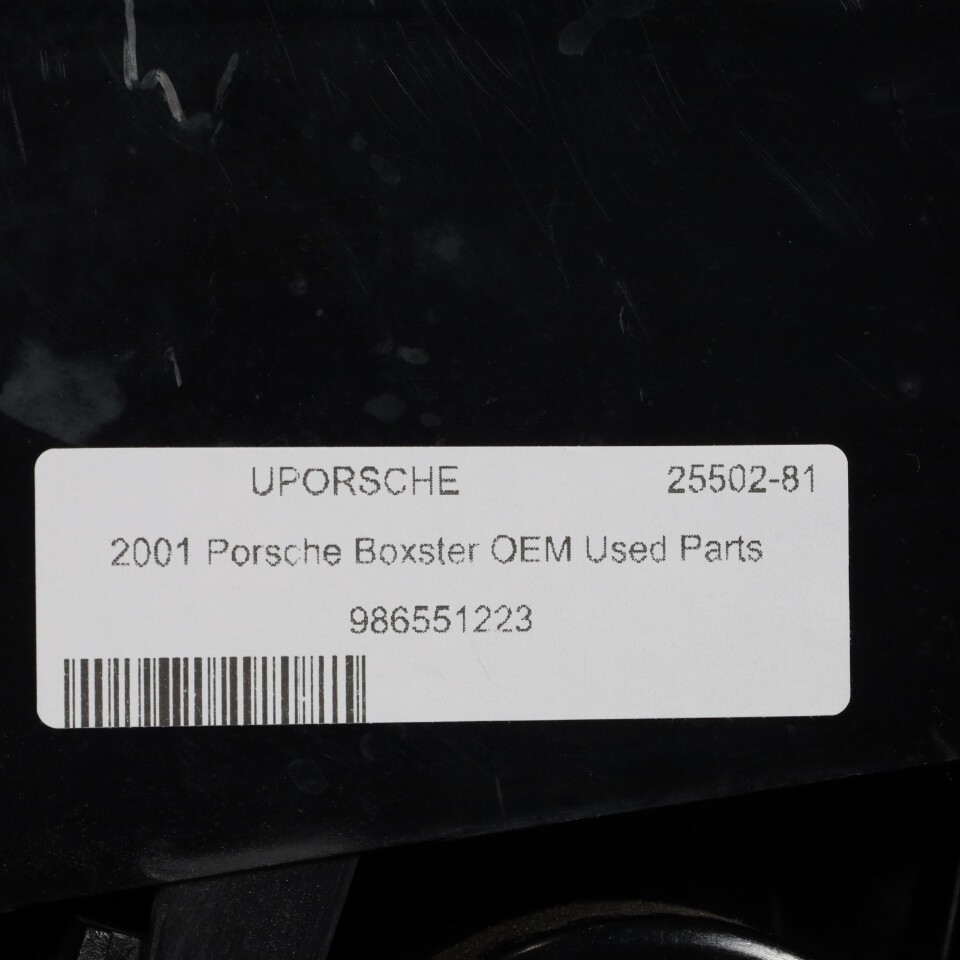 UPORSCHE 25502-81
2001 Porsche Boxster OEM Used Parts
986551223